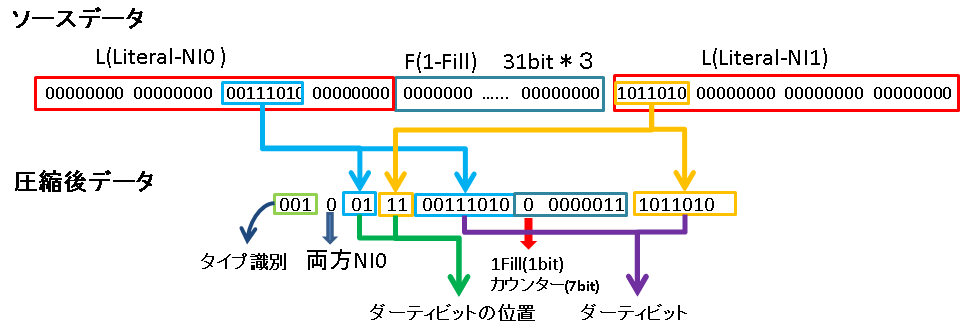 ソースデータ
L(Literal-NI0 )
F(1-Fill) 31bit＊３
L(Literal-NI1)
00000000 00000000 00111010 00000000 0000000 …… 00000000 1011010 00000000 00000000 00000000
圧縮後データ
001 0 01 11 00111010 0 0000011 1011010
タイプ識別
両方NI0
1Fill(1bit)
カウンター(7bit)
ダーティビットの位置
ダーティビット